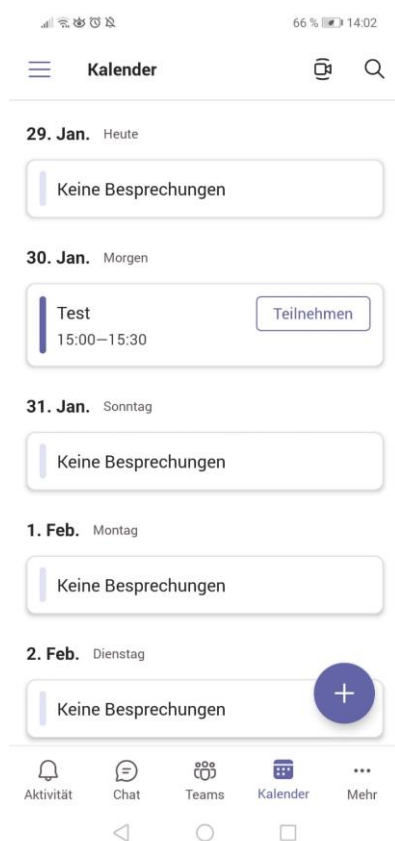 66 % 14:02
Kalender
29. Jan. Heute
Keine Besprechungen
30. Jan. Morgen
Test
Teilnehmen
15:00—15:30
31. Jan. Sonntag
Keine Besprechungen
1. Feb. Montag
Keine Besprechungen
2. Feb. Dienstag
Keine Besprechungen
Aktivität Chat Teams Kalender Mehr